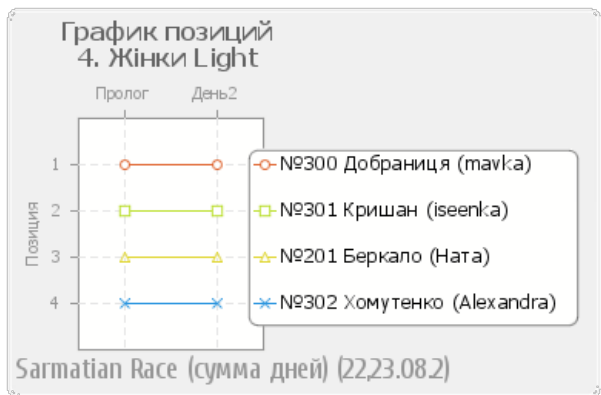 График позиций
4. Жінки Light
Пролог День2
Позиция
1
2
3
4
№300 Добраниця (mavka)
№301 Кришан (iseenka)
№201 Беркало (Ната)
№302 Хомутенко (Alexandra)
Sarmatian Race (сумма дней) (22,23.08.2)